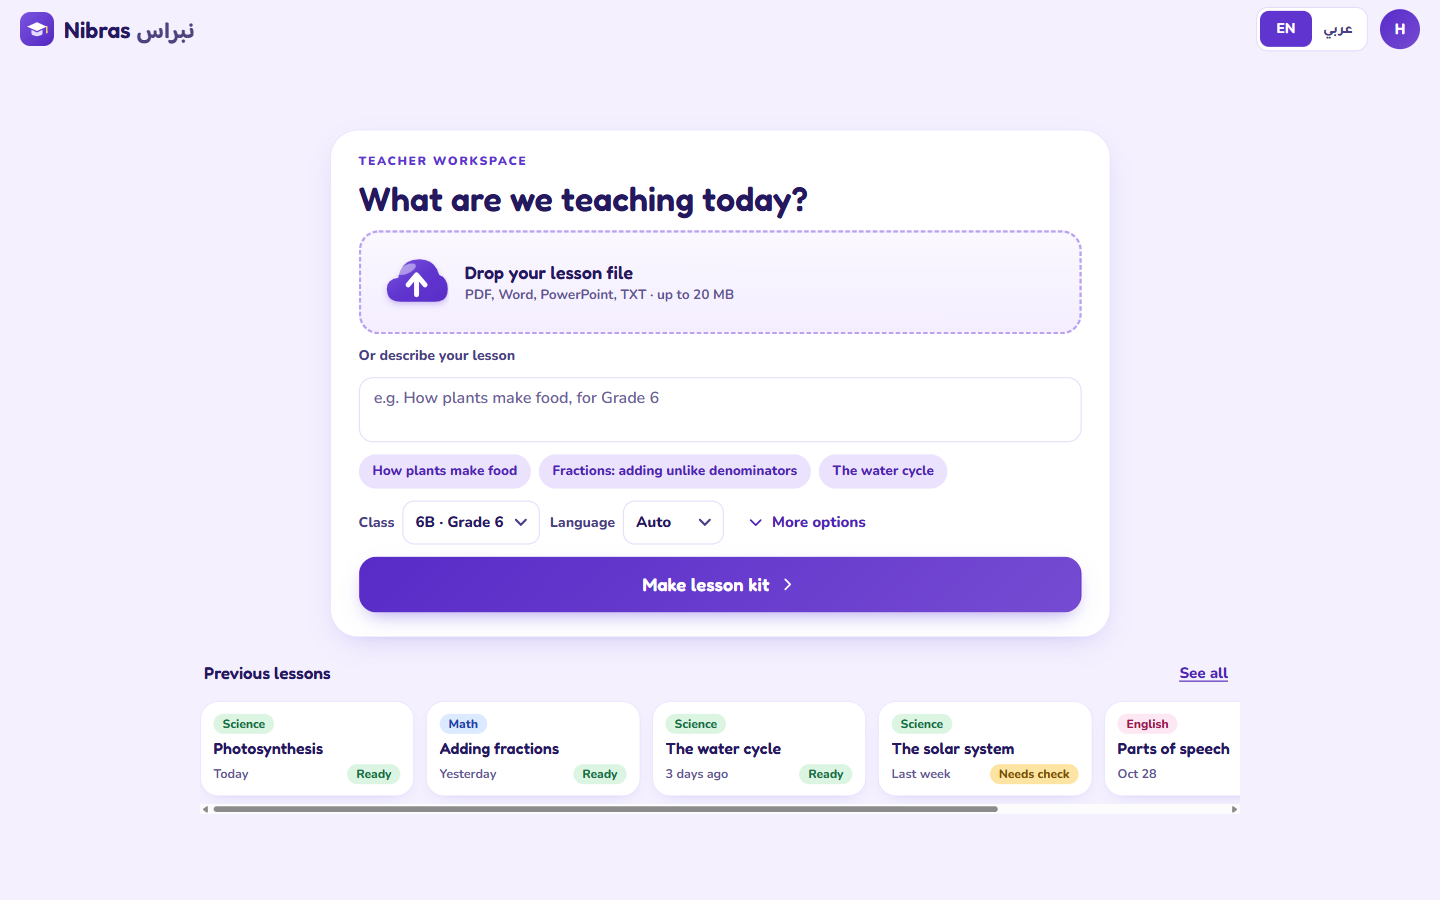 Nibras نبراس
EN عربي H
TEACHER WORKSPACE
What are we teaching today?
Drop your lesson file
PDF, Word, PowerPoint, TXT · up to 20 MB
Or describe your lesson
e.g. How plants make food, for Grade 6
How plants make food Fractions: adding unlike denominators The water cycle
Class 6B · Grade 6 Language Auto More options
Make lesson kit
Previous lessons See all
Science
Photosynthesis
Today Ready
Math
Adding fractions
Yesterday Ready
Science
The water cycle
3 days ago Ready
Science
The solar system
Last week Needs check
English
Parts of speech
Oct 28